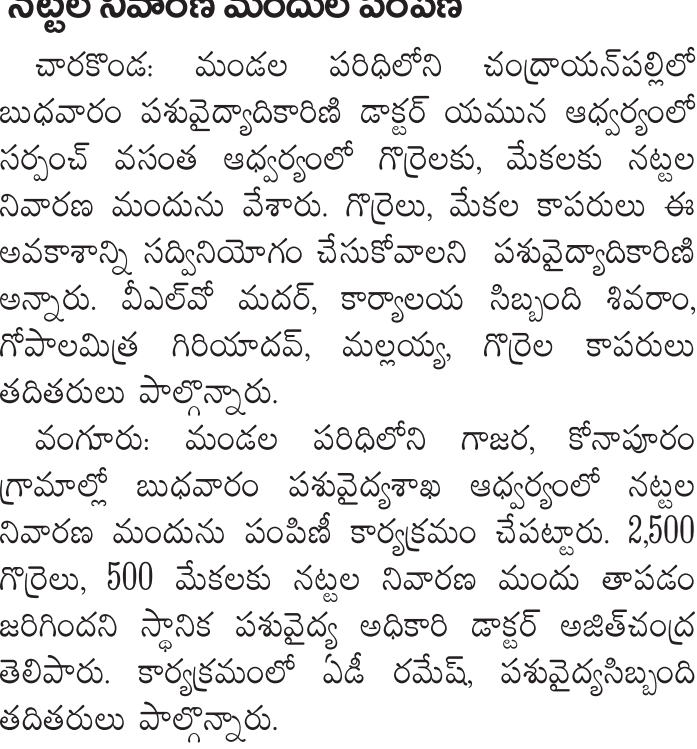 నట్టల నివారణ మందుల పంపిణీ
చారకొండ: మండల పరిధిలోని చంద్రాయన్‌పల్లిలో
బుధవారం పశువైద్యాదికారిణి డాక్టర్ యమున ఆధ్వర్యంలో
సర్పంచ్ వసంత ఆధ్వర్యంలో గొర్రెలకు, మేకలకు నట్టల
నివారణ మందును వేశారు. గొర్రెలు, మేకల కాపరులు ఈ
అవకాశాన్ని సద్వినియోగం చేసుకోవాలని పశువైద్యాదికారిణి
అన్నారు. వీఎల్‌వో మదర్, కార్యాలయ సిబ్బంది శివరాం,
గోపాలమిత్ర గిరియాదవ్, మల్లయ్య, గొర్రెల కాపరులు
తదితరులు పాల్గొన్నారు.
వంగూరు: మండల పరిధిలోని గాజర, కోనాపూరం
గ్రామాల్లో బుధవారం పశువైద్యశాఖ ఆధ్వర్యంలో నట్టల
నివారణ మందును పంపిణీ కార్యక్రమం చేపట్టారు. 2,500
గొర్రెలు, 500 మేకలకు నట్టల నివారణ మందు తాపడం
జరిగిందని స్థానిక పశువైద్య అధికారి డాక్టర్ అజిత్‌చంద్ర
తెలిపారు. కార్యక్రమంలో ఏడీ రమేష్, పశువైద్యసిబ్బంది
తదితరులు పాల్గొన్నారు.